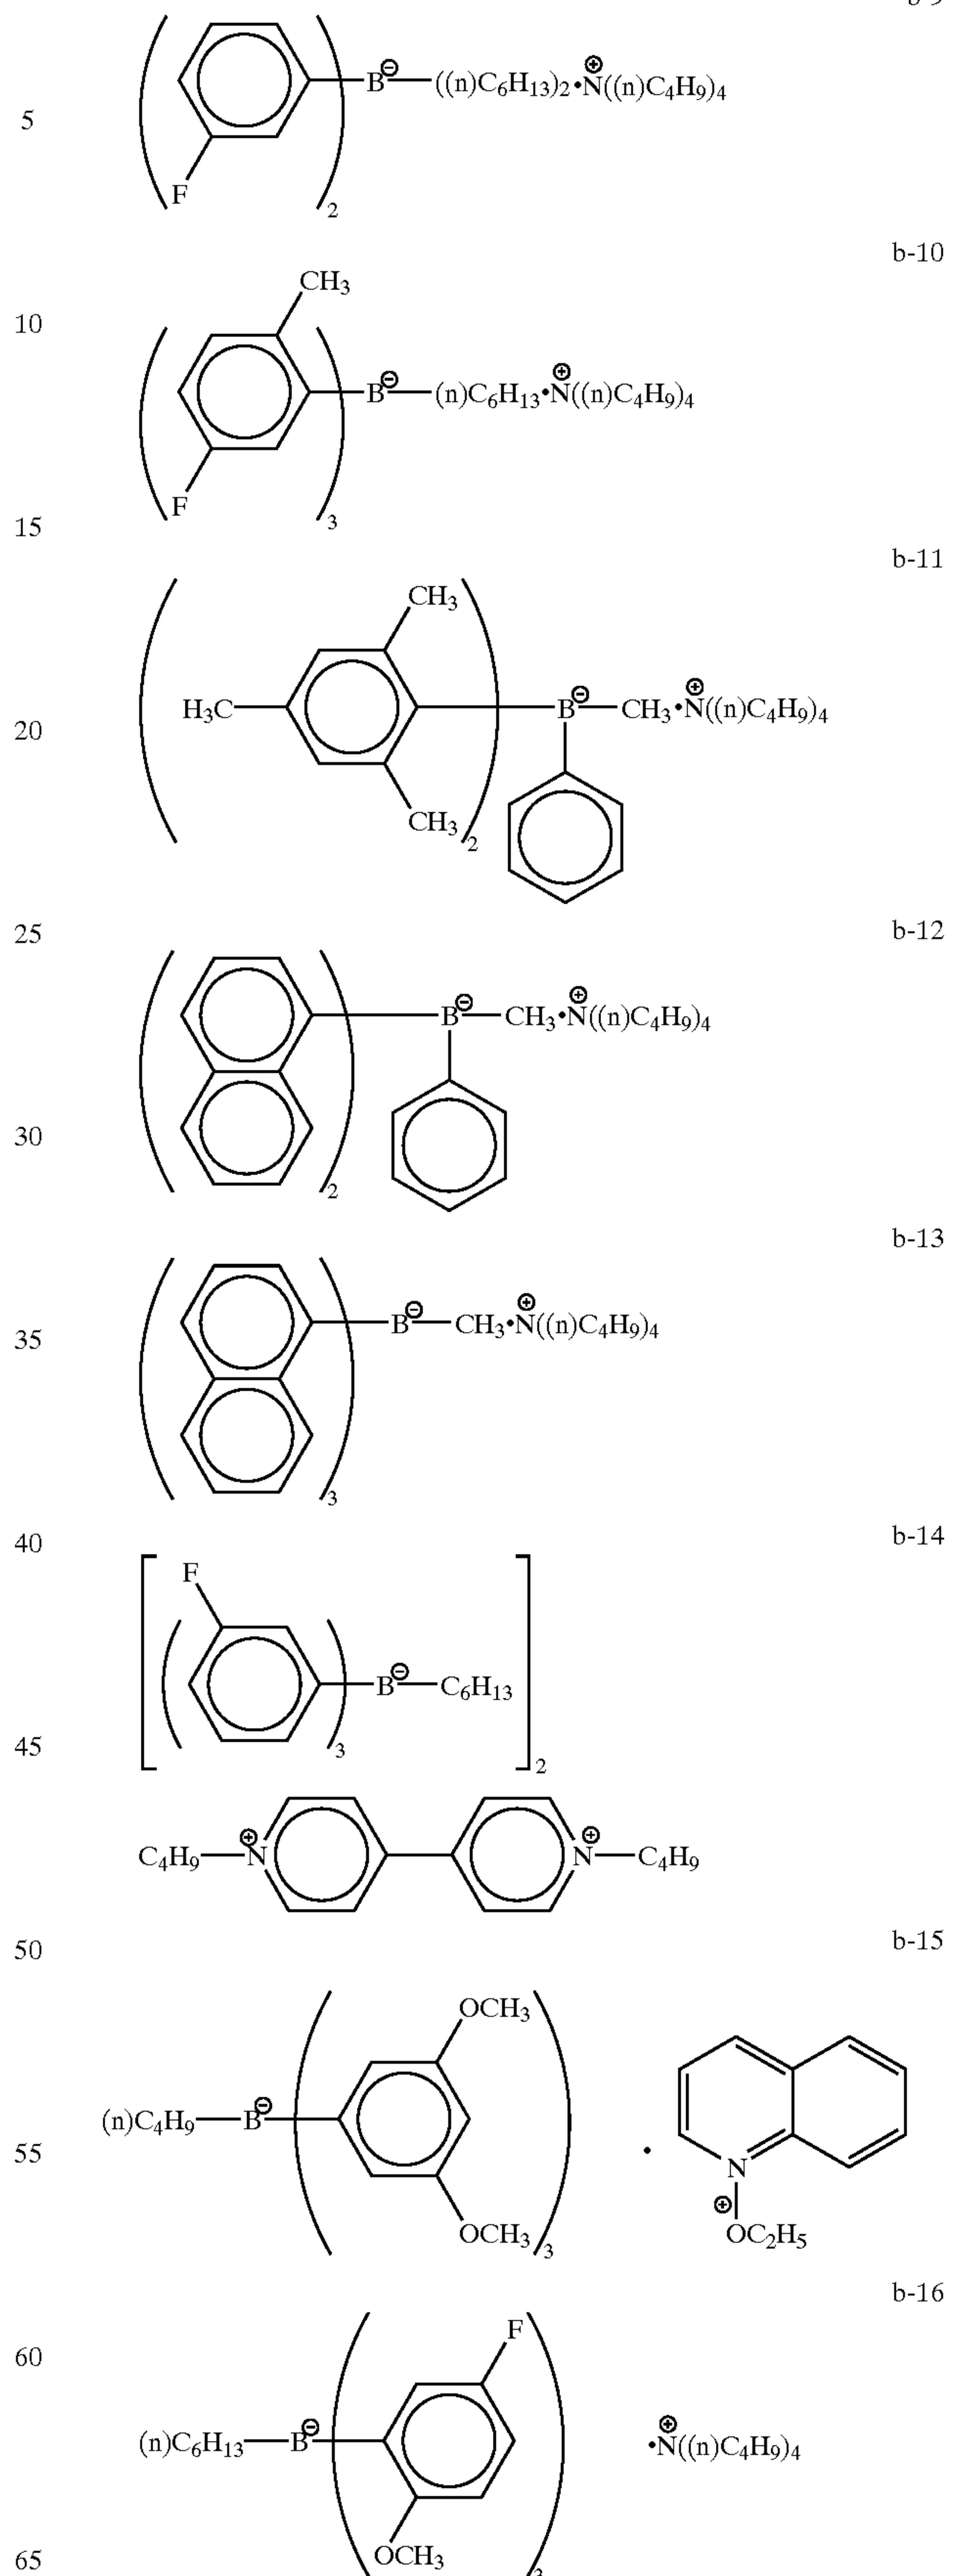 b-9
B⊖—((n)C6H13)2•N⊕((n)C4H9)4
5
F
2
b-10
CH3
10
B⊖—(n)C6H13•N⊕((n)C4H9)4
F
3
15
b-11
CH3
H3C
B⊖—CH3•N⊕((n)C4H9)4
20
CH3
2
25
b-12
B⊖—CH3•N⊕((n)C4H9)4
30
2
b-13
B⊖—CH3•N⊕((n)C4H9)4
35
3
40
b-14
F
B⊖—C6H13
45
3
2
C4H9—N⊕
N⊕—C4H9
50
b-15
OCH3
(n)C4H9—B⊖
55
•
N
⊕
OCH3
3
OC2H5
b-16
F
60
(n)C6H13—B⊖
•N⊕((n)C4H9)4
OCH3
65
3